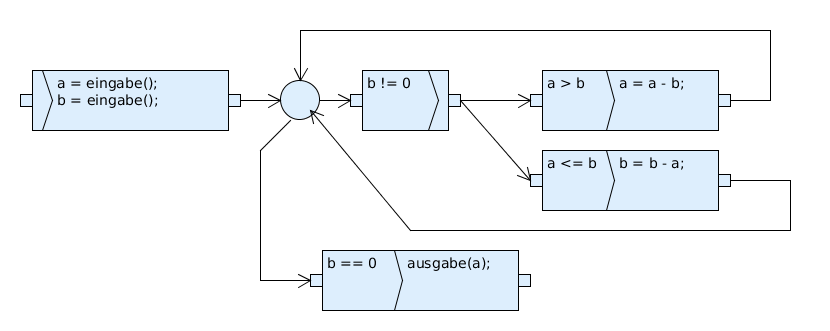 a = eingabe();
b = eingabe();
b != 0
a > b
a = a - b;
a <= b
b = b - a;
b == 0
ausgabe(a);